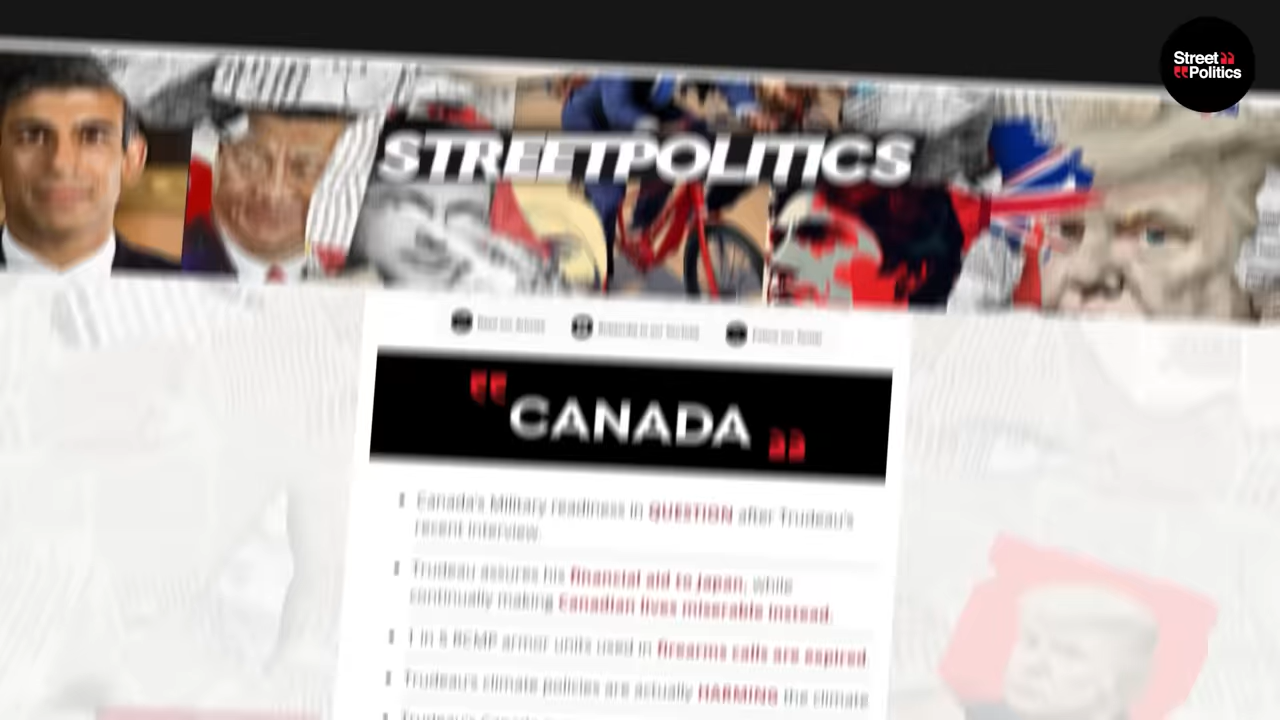 Street
Politics
STREETPOLITICS
CANADA
Canada's Military readiness in QUESTION after Trudeau's
recent interview.
Trudeau assures his financial aid to Japan, while
continually making Canadian lives miserable instead.
1 in 5 RCMP armor units used in firearms calls are expired.
Trudeau's climate policies are actually HARMING the climate